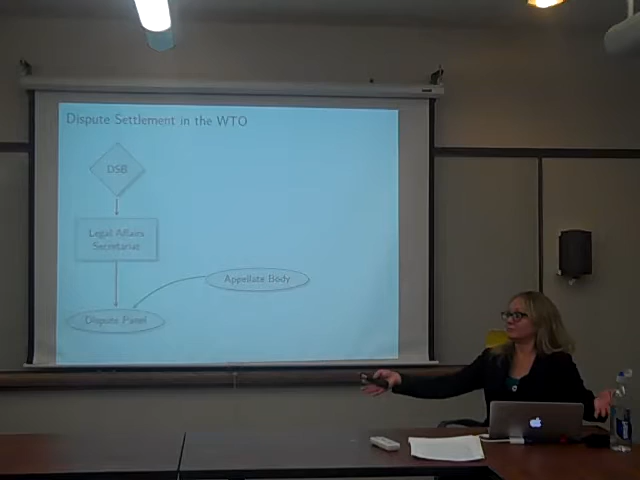 Dispute Settlement in the WTO
DSB
Legal Affairs
Secretariat
Appellate Body
Dispute Panel